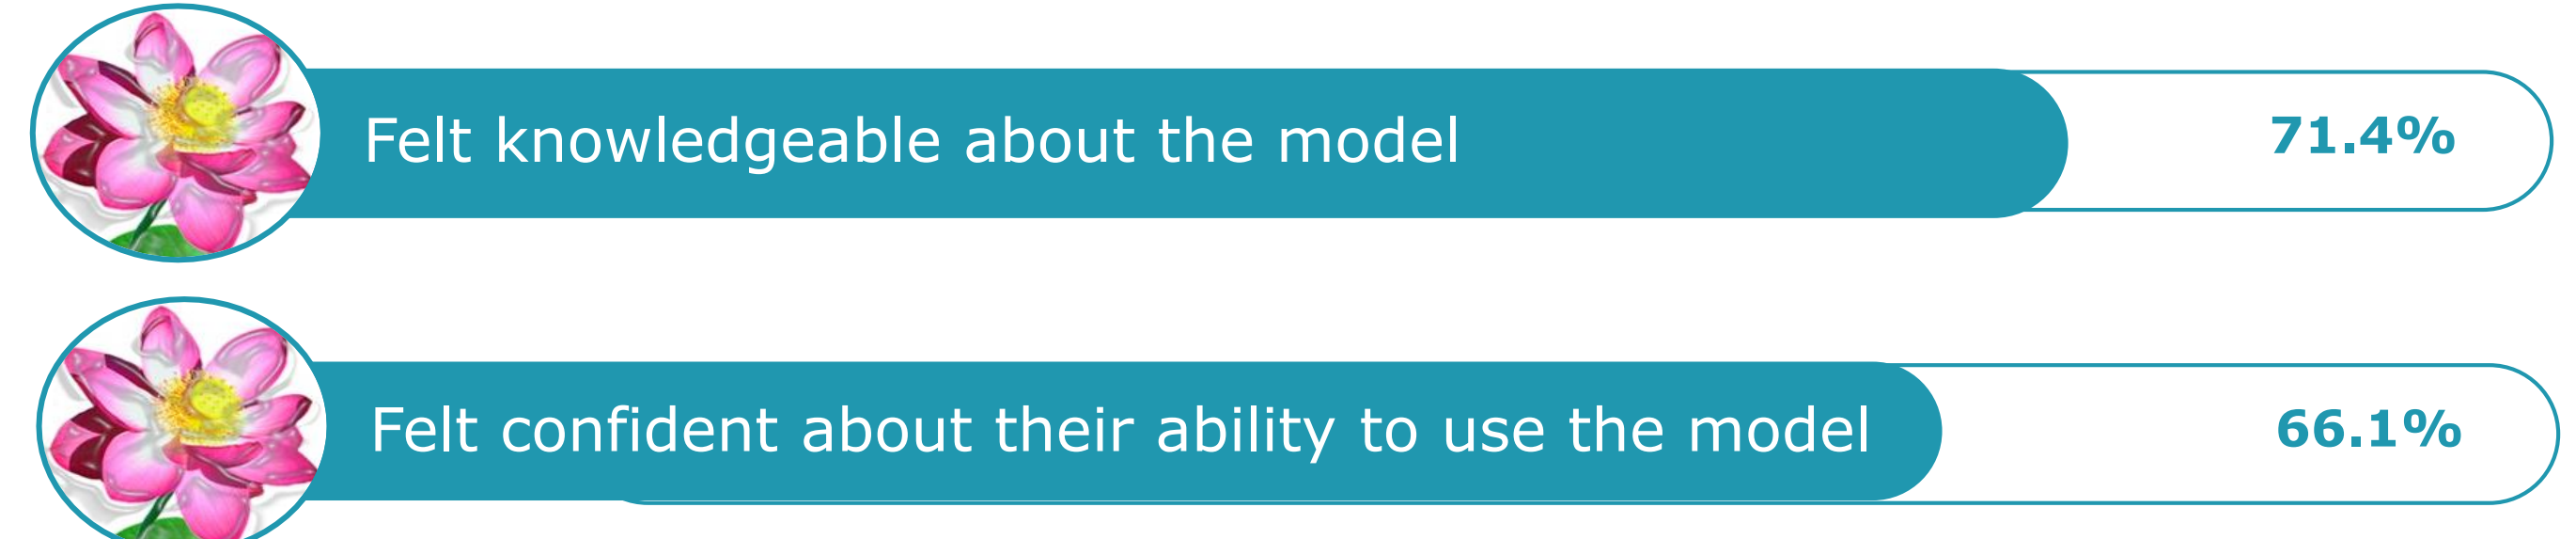 Felt knowledgeable about the model 71.4%
Felt confident about their ability to use the model 66.1%